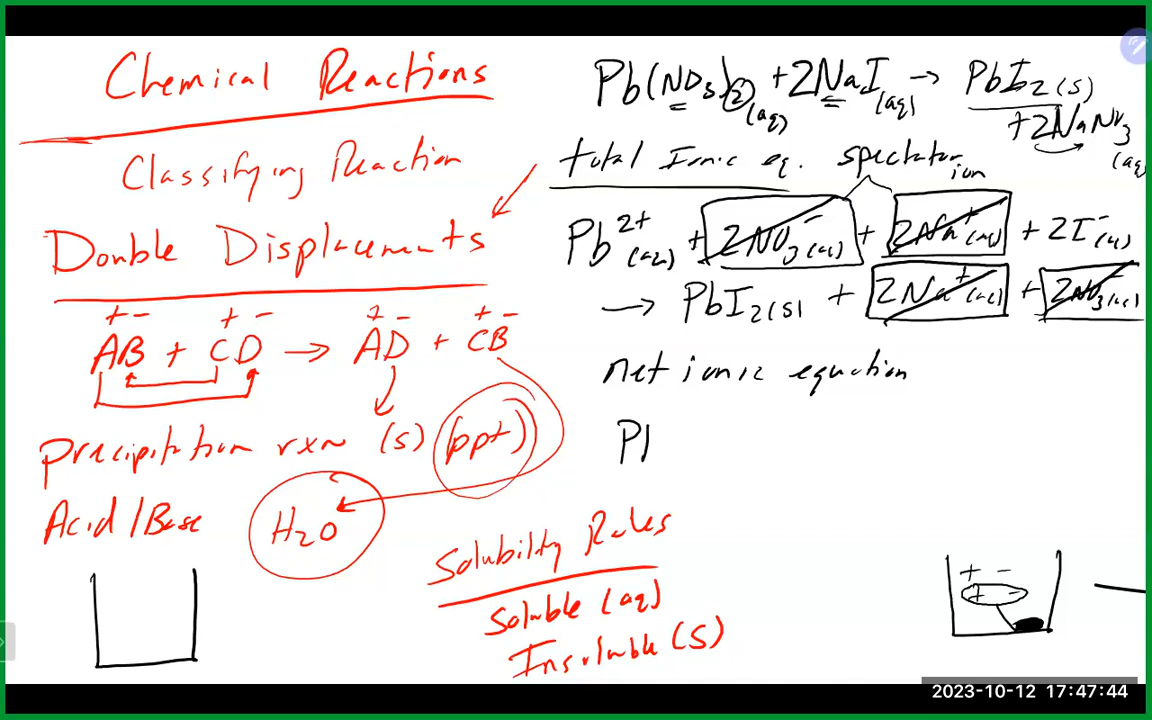 Chemical Reactions
Classifying Reaction
Double Displacements
+ - + - + - + -
AB + CD → AD + CB
Precipitation rxn (s) (ppt)
Acid/Base H2O
Solubility Rules
Soluble (aq)
Insoluble (s)
Pb(NO3)2 (aq) + 2NaI (aq) → PbI2(s)
+ 2NaNO3 (aq)
total Ionic eq. spectator ion
Pb2+ (aq) + 2NO3-(aq) + 2Na+(aq) + 2I-(aq)
→ PbI2(s) + 2Na+(aq) + 2NO3-(aq)
net ionic equation
Pl
+ -
+ -
2023-10-12 17:47:44